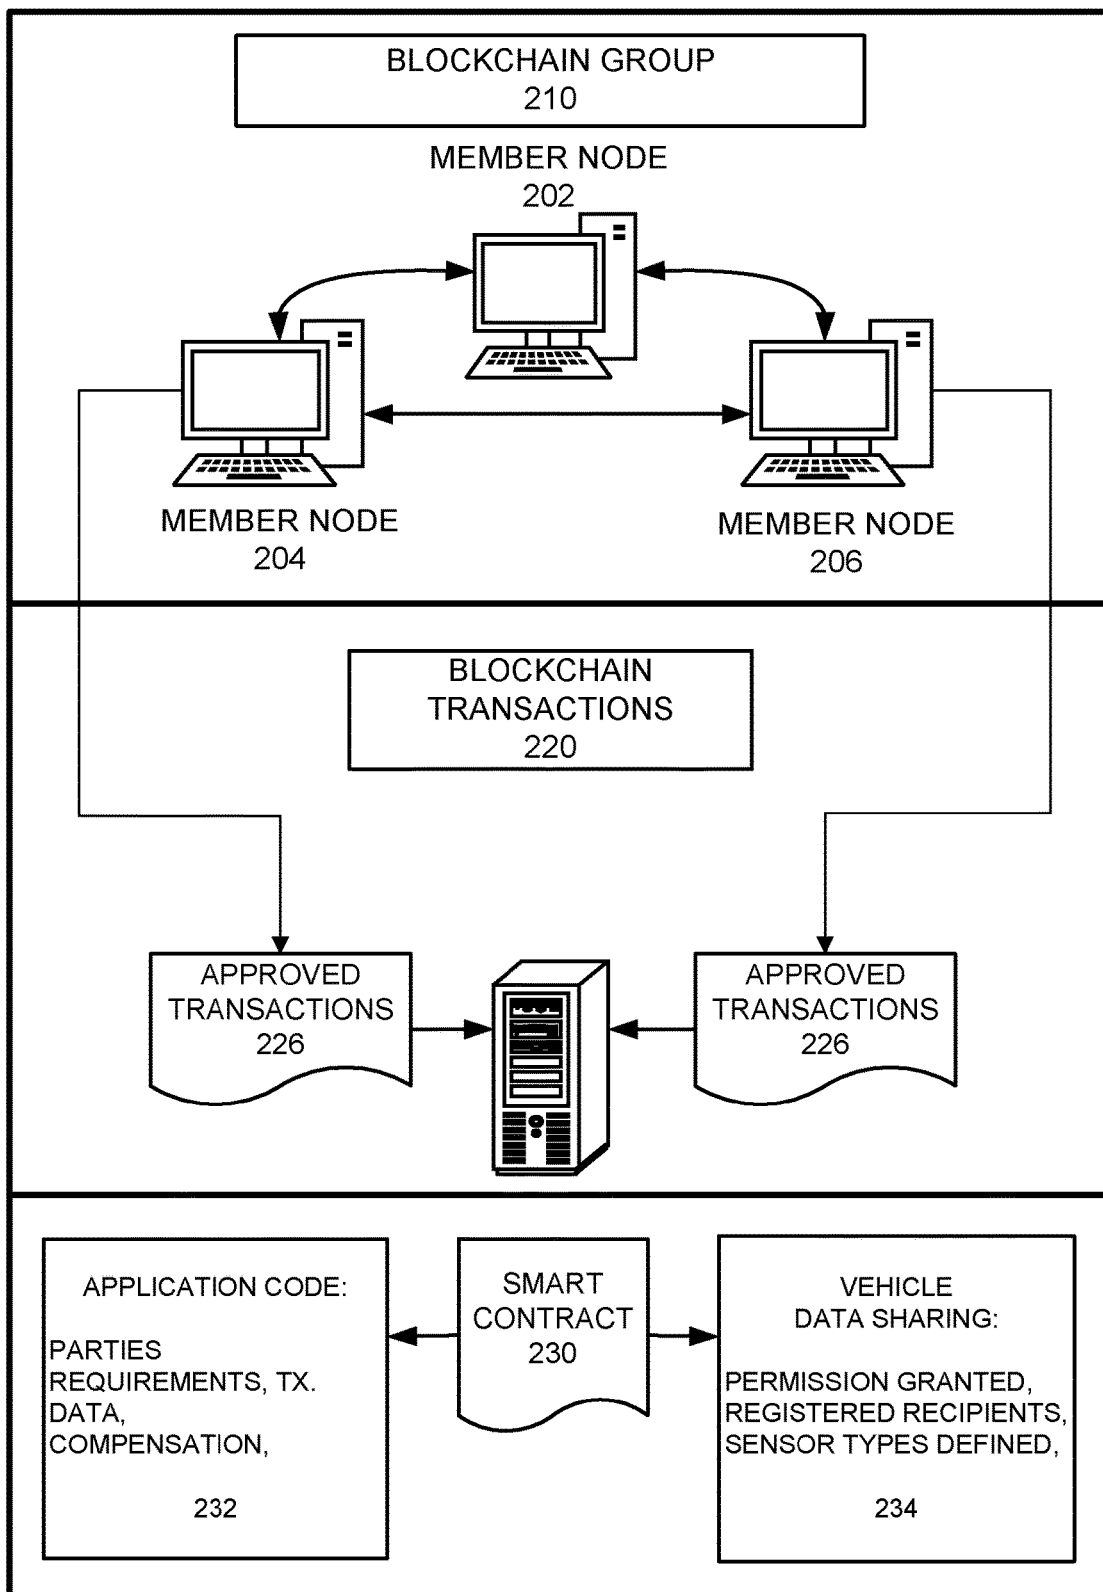 BLOCKCHAIN GROUP
210
MEMBER NODE
202
MEMBER NODE
204
MEMBER NODE
206
BLOCKCHAIN
TRANSACTIONS
220
APPROVED
TRANSACTIONS
226
APPROVED
TRANSACTIONS
226
APPLICATION CODE:
PARTIES
REQUIREMENTS, TX.
DATA,
COMPENSATION,
232
SMART
CONTRACT
230
VEHICLE
DATA SHARING:
PERMISSION GRANTED,
REGISTERED RECIPIENTS,
SENSOR TYPES DEFINED,
234